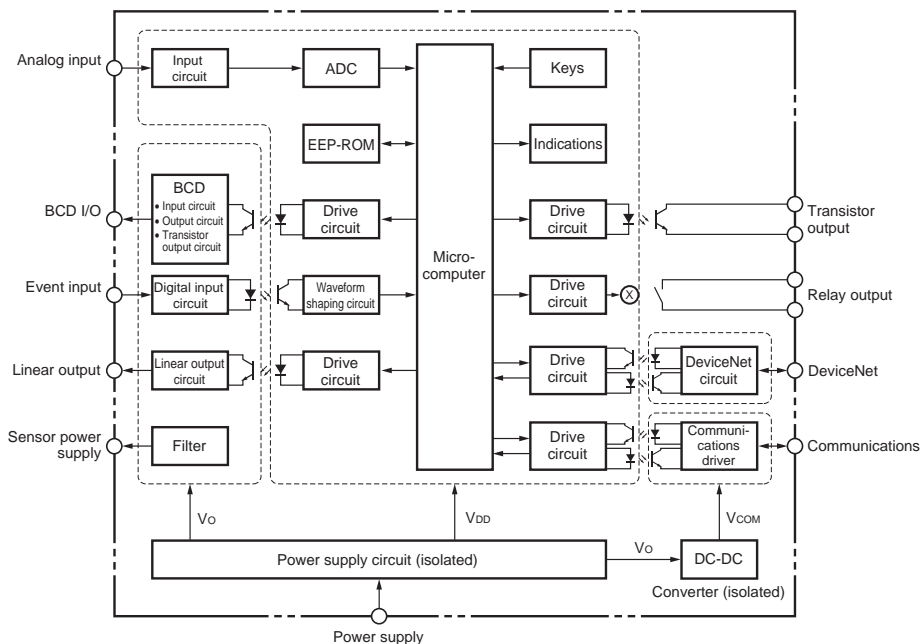 Analog input
Input
circuit
ADC
Keys
EEP-ROM
Indications
BCD I/O
BCD
• Input circuit
• Output circuit
• Transistor
output circuit
Drive
circuit
Micro-
computer
Drive
circuit
Transistor
output
Event input
Digital input
circuit
Waveform
shaping circuit
Drive
circuit
X
Relay output
Linear output
Linear output
circuit
Drive
circuit
Drive
circuit
DeviceNet
circuit
DeviceNet
Sensor power
supply
Filter
Drive
circuit
Communi-
cations
driver
Communications
VO
VDD
VCOM
Power supply circuit (isolated)
VO
DC-DC
Converter (isolated)
Power supply